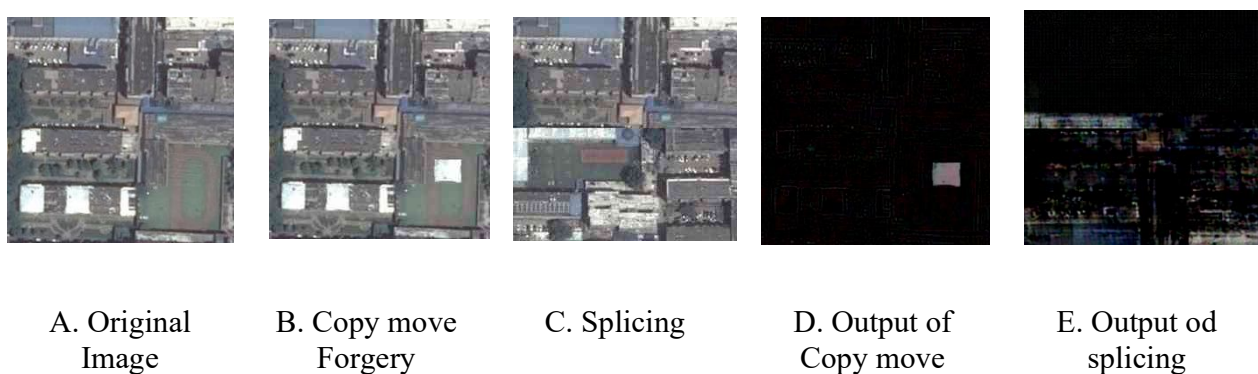 A. Original
Image
B. Copy move
Forgery
C. Splicing
D. Output of
Copy move
E. Output od
splicing